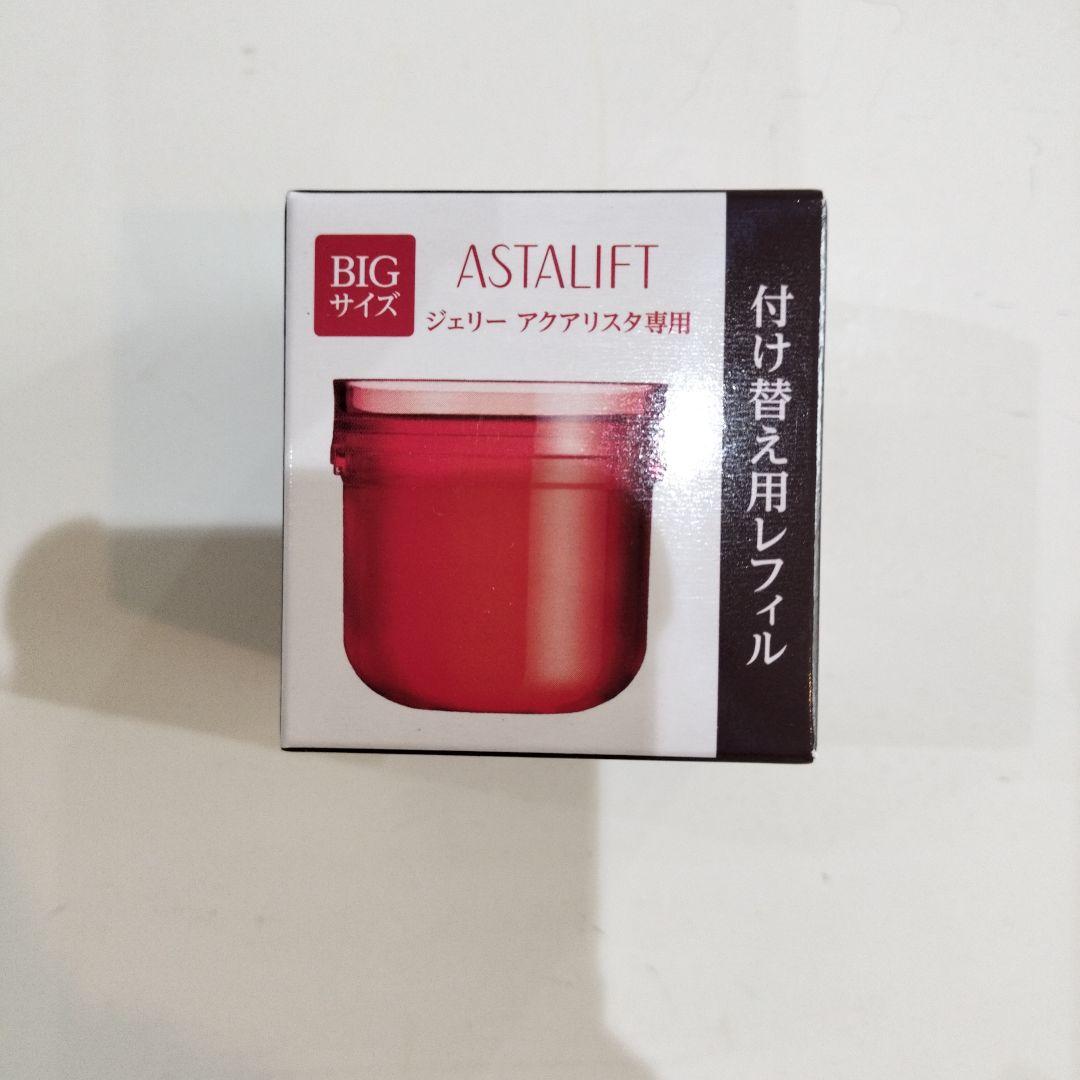 BIG
サイズ
ASTALIFT
ジェリー アクアリスタ専用
付け替え用レフィル